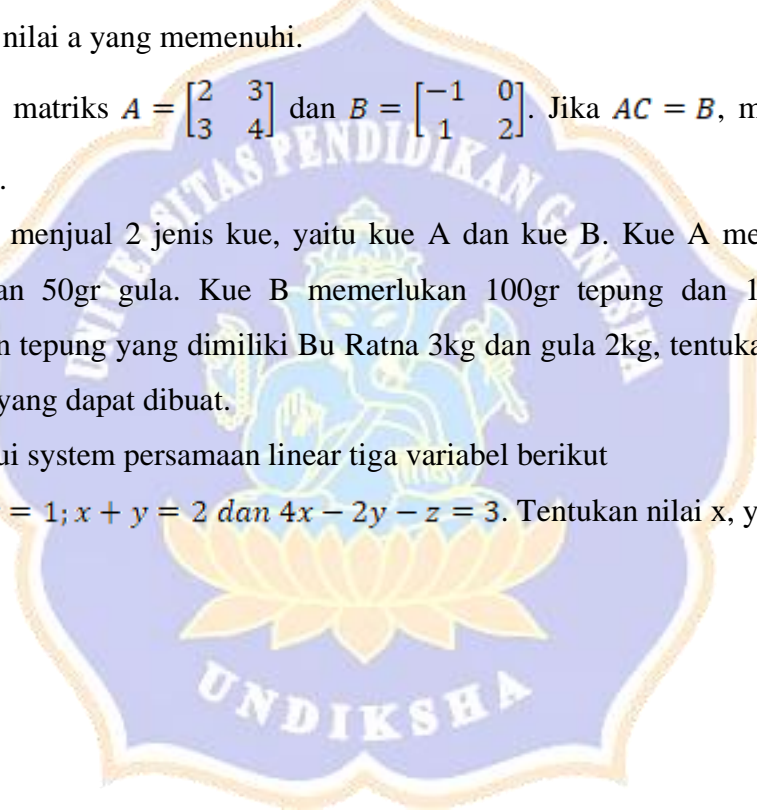 nilai a yang memenuhi.
matriks A = [2 3; 3 4] dan B = [−1 0; 1 2]. Jika AC = B, m
.
menjual 2 jenis kue, yaitu kue A dan kue B. Kue A me
an 50gr gula. Kue B memerlukan 100gr tepung dan 1
n tepung yang dimiliki Bu Ratna 3kg dan gula 2kg, tentuka
yang dapat dibuat.
ui system persamaan linear tiga variabel berikut
= 1; x + y = 2 dan 4x − 2y − z = 3. Tentukan nilai x, y
UNIVERSITAS PENDIDIKAN GANESHA
UNDIKSHA